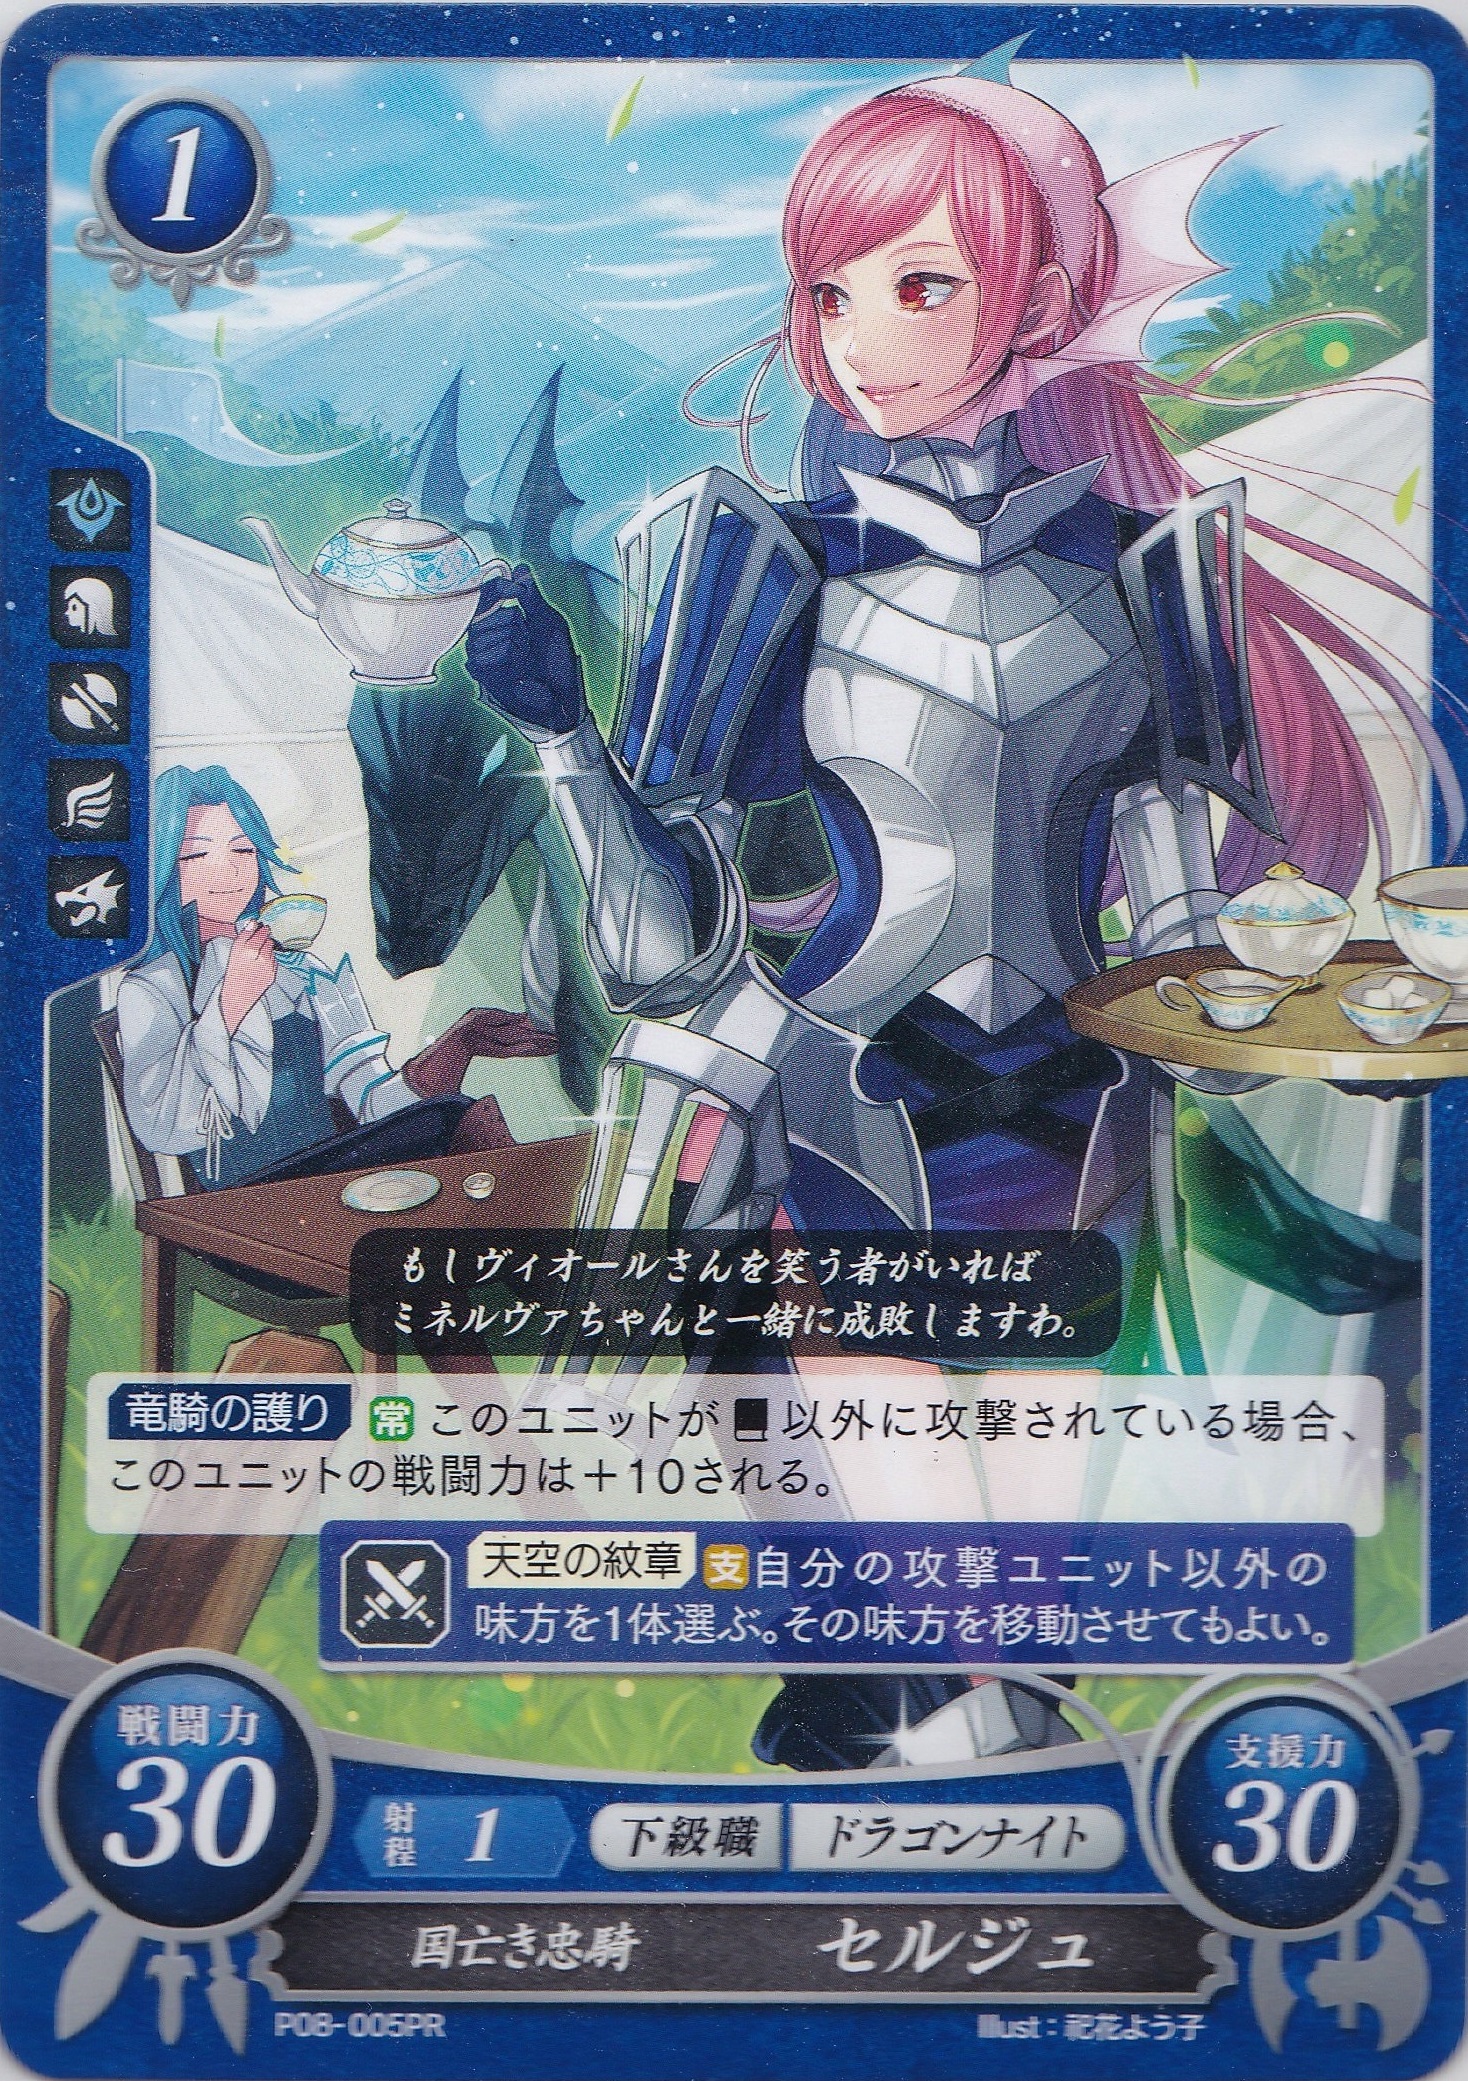 1
もしヴィオールさんを笑う者がいれば
ミネルヴァちゃんと一緒に成敗しますわ。
竜騎の護り 常 このユニットが■以外に攻撃されている場合、
このユニットの戦闘力は+10される。
天空の紋章 支 自分の攻撃ユニット以外の
味方を1体選ぶ。その味方を移動させてもよい。
戦闘力
30
射程 1
下級職 ドラゴンナイト
支援力
30
国亡き忠騎 セルジュ
P08-005PR Illust:祀花よう子